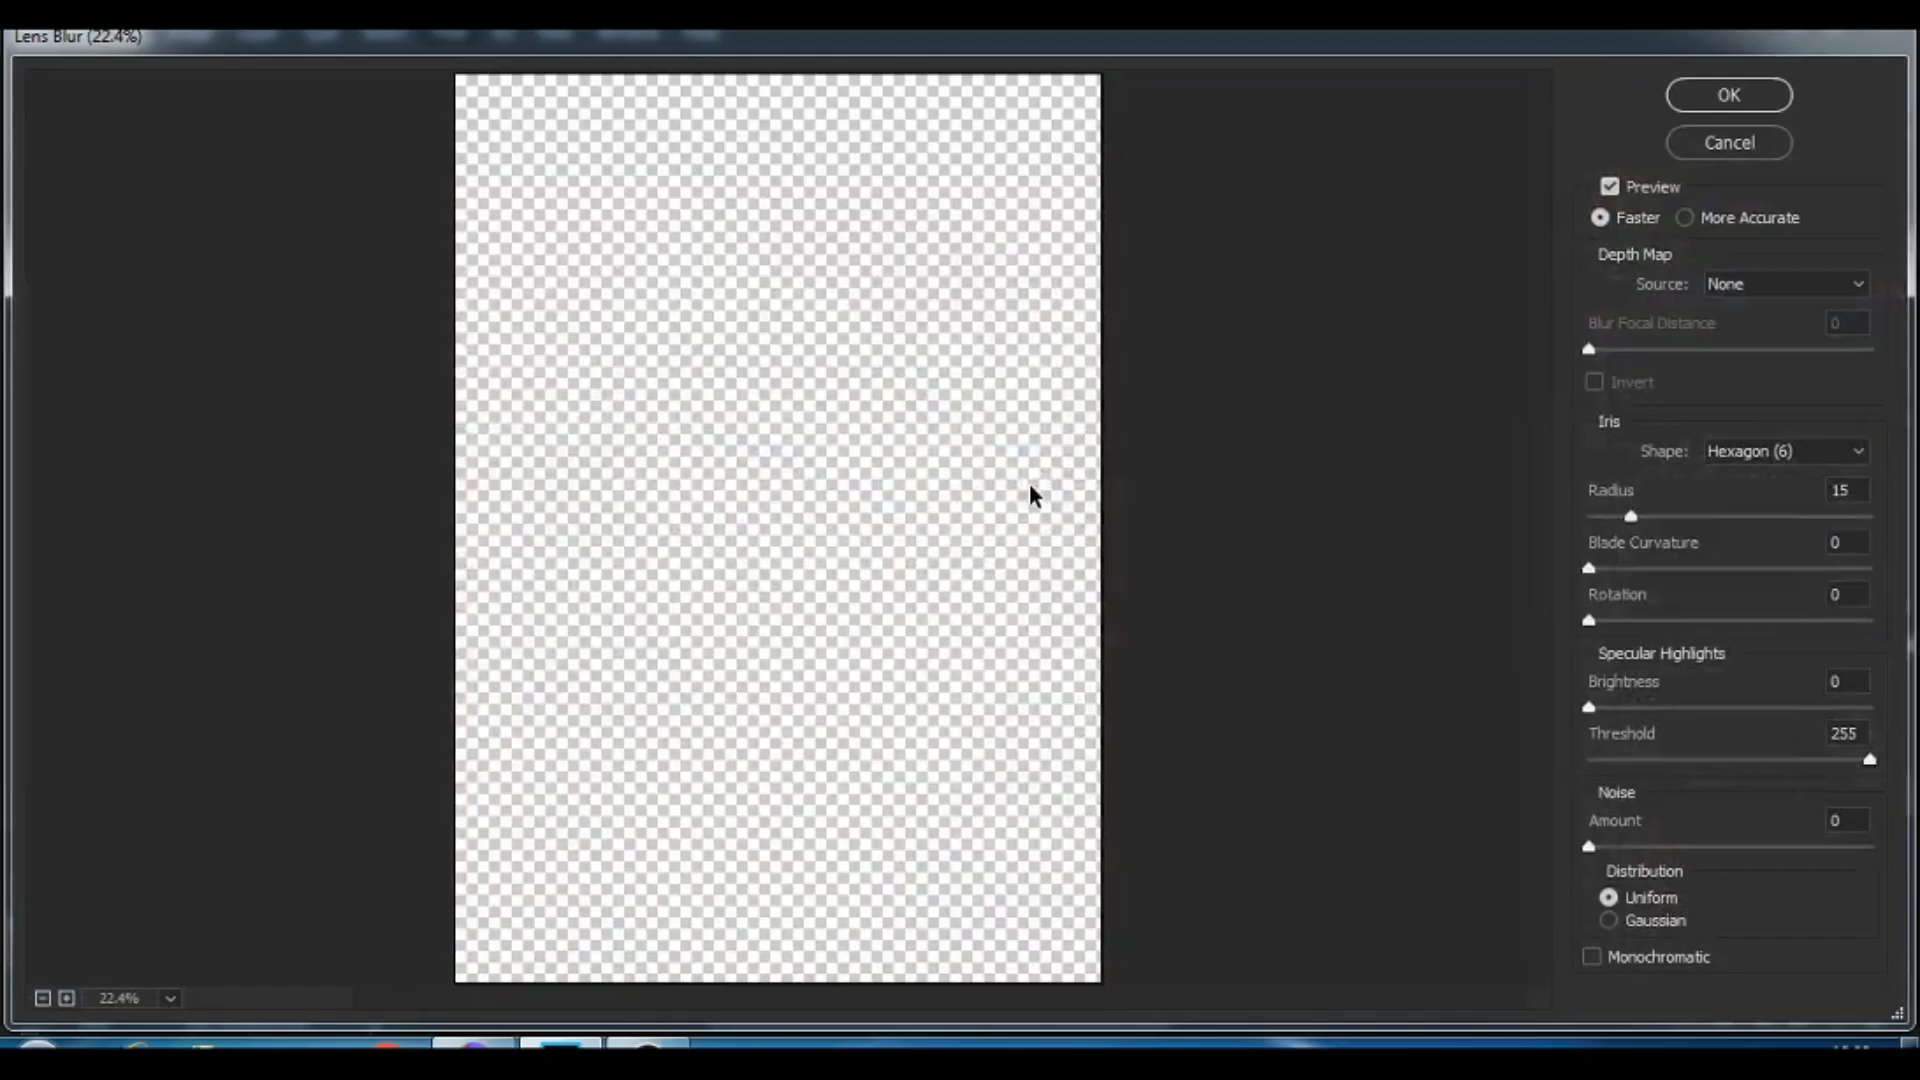 Lens Blur (22.4%)
OK
Cancel
Preview
Faster More Accurate
Depth Map
Source: None
Blur Focal Distance 0
Invert
Iris
Shape: Hexagon (6)
Radius 15
Blade Curvature 0
Rotation 0
Specular Highlights
Brightness 0
Threshold 255
Noise
Amount 0
Distribution
Uniform
Gaussian
Monochromatic
22.4%